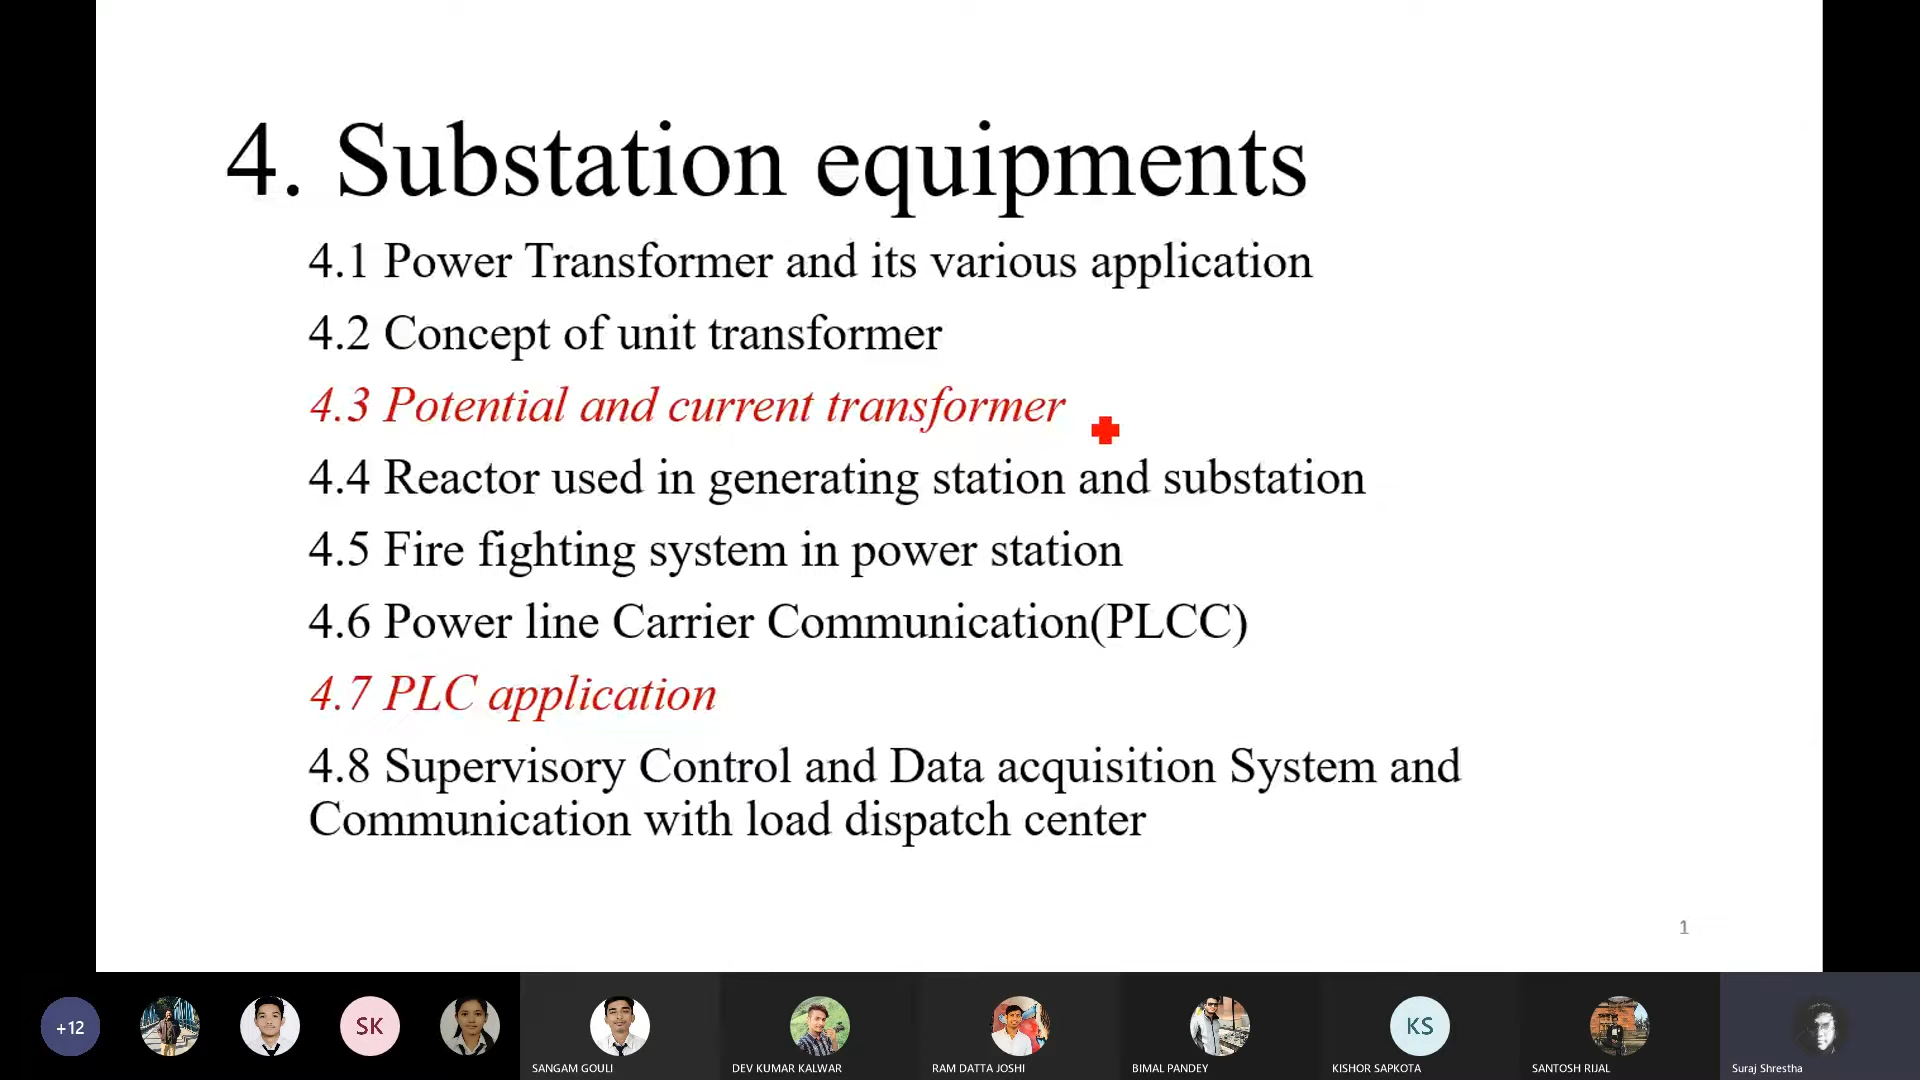 4. Substation equipments
4.1 Power Transformer and its various application
4.2 Concept of unit transformer
4.3 Potential and current transformer
4.4 Reactor used in generating station and substation
4.5 Fire fighting system in power station
4.6 Power line Carrier Communication(PLCC)
4.7 PLC application
4.8 Supervisory Control and Data acquisition System and
Communication with load dispatch center
1
+12
SK
KS
SANGAM GOULI
DEV KUMAR KALWAR
RAM DATTA JOSHI
BIMAL PANDEY
KISHOR SAPKOTA
SANTOSH RIJAL
Suraj Shrestha